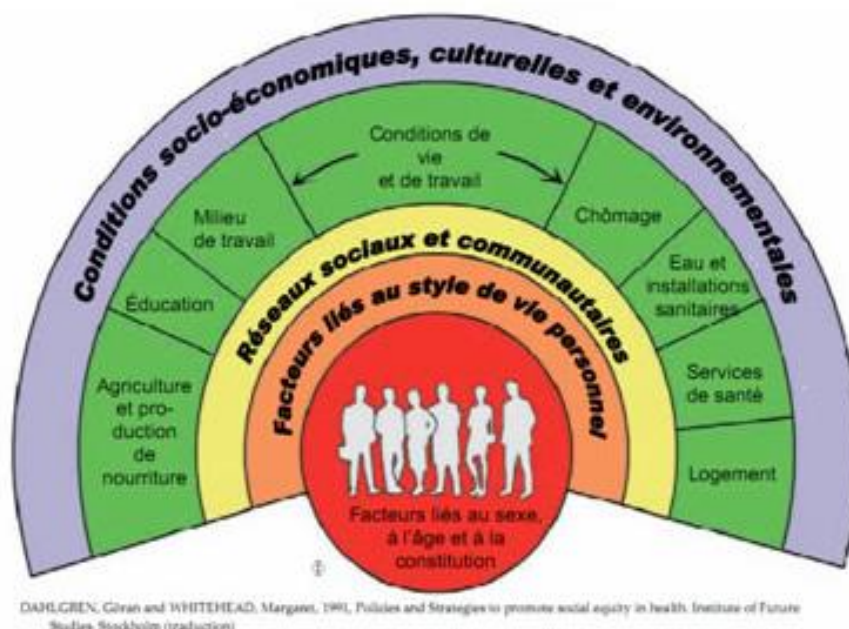 Conditions socio-économiques, culturelles et environnementales
Conditions de
vie
et de travail
Milieu
de travail
Éducation
Agriculture
et pro-
duction
de
nourriture
Chômage
Eau et
installations
sanitaires
Services
de santé
Logement
Réseaux sociaux et communautaires
Facteurs liés au style de vie personnel
Facteurs liés au sexe,
à l'âge et à la
constitution
DAHLGREN, Göran and WHITEHEAD, Margaret, 1991, Policies and Strategies to promote social equity in health. Institute of Future
Studies, Stockholm (traduction)